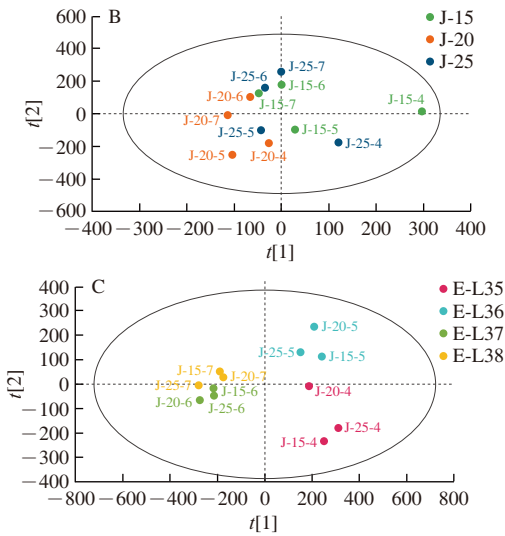 B
600
400
200
0
−200
−400
−600
t[2]
−400 −300 −200 −100 0 100 200 300 400
t[1]
J-15
J-20
J-25
J-25-7
J-25-6
J-15-6
J-20-6
J-15-7
J-15-4
J-20-7
J-25-5
J-15-5
J-25-4
J-20-5
J-20-4
C
400
300
200
100
0
−100
−200
−300
−400
t[2]
−800 −600 −400 −200 0 200 400 600 800
t[1]
E-L35
E-L36
E-L37
E-L38
J-20-5
J-25-5
J-15-5
J-15-7
J-20-7
J-25-7
J-15-6
J-20-6
J-25-6
J-20-4
J-25-4
J-15-4